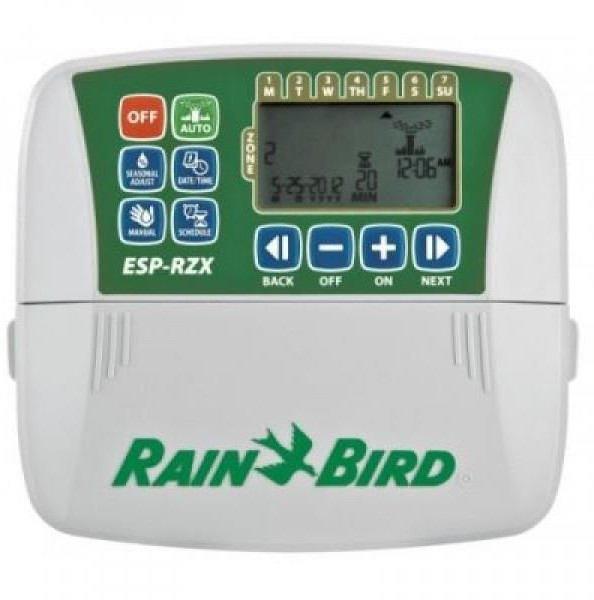 1 2 3 4 5 6 7
M T W TH F S SU
OFF AUTO
ZONE
2
12:06 AM
SEASONAL ADJUST DATE/TIME
5-25-2012 20
MIN
MANUAL SCHEDULE
ESP-RZX
BACK OFF ON NEXT
RAIN BIRD